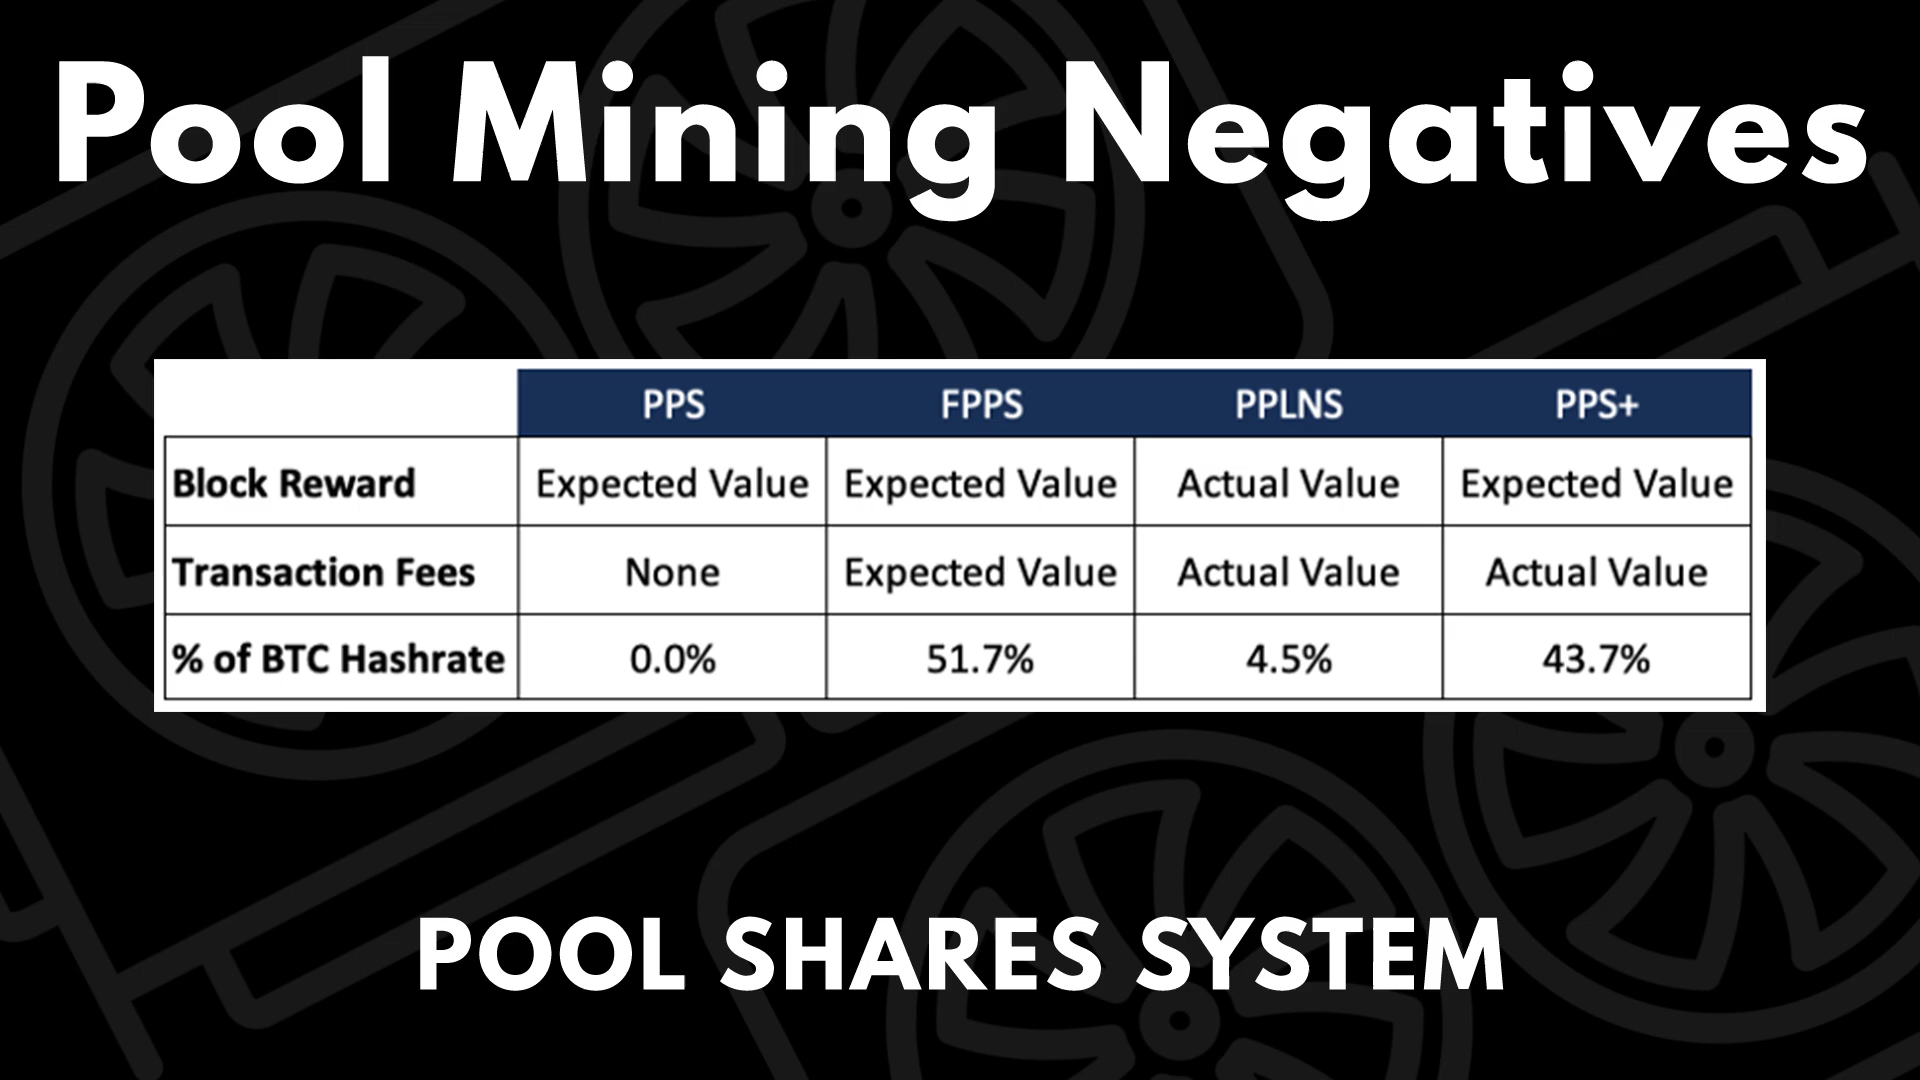 Pool Mining Negatives
PPS FPPS PPLNS PPS+
Block Reward Expected Value Expected Value Actual Value Expected Value
Transaction Fees None Expected Value Actual Value Actual Value
% of BTC Hashrate 0.0% 51.7% 4.5% 43.7%
POOL SHARES SYSTEM